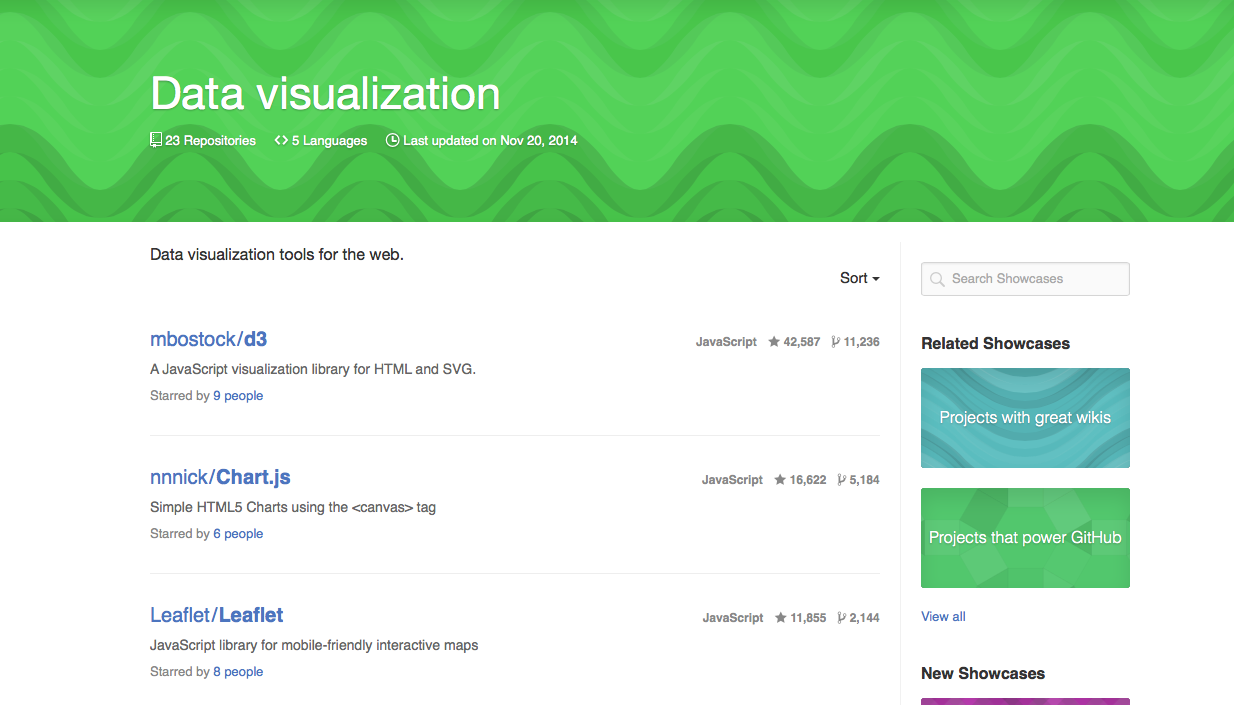 Data visualization
23 Repositories 5 Languages Last updated on Nov 20, 2014
Data visualization tools for the web.
Sort
mbostock/d3
JavaScript 42,587 11,236
A JavaScript visualization library for HTML and SVG.
Starred by 9 people
nnnick/Chart.js
JavaScript 16,622 5,184
Simple HTML5 Charts using the <canvas> tag
Starred by 6 people
Leaflet/Leaflet
JavaScript 11,855 2,144
JavaScript library for mobile-friendly interactive maps
Starred by 8 people
Search Showcases
Related Showcases
Projects with great wikis
Projects that power GitHub
View all
New Showcases